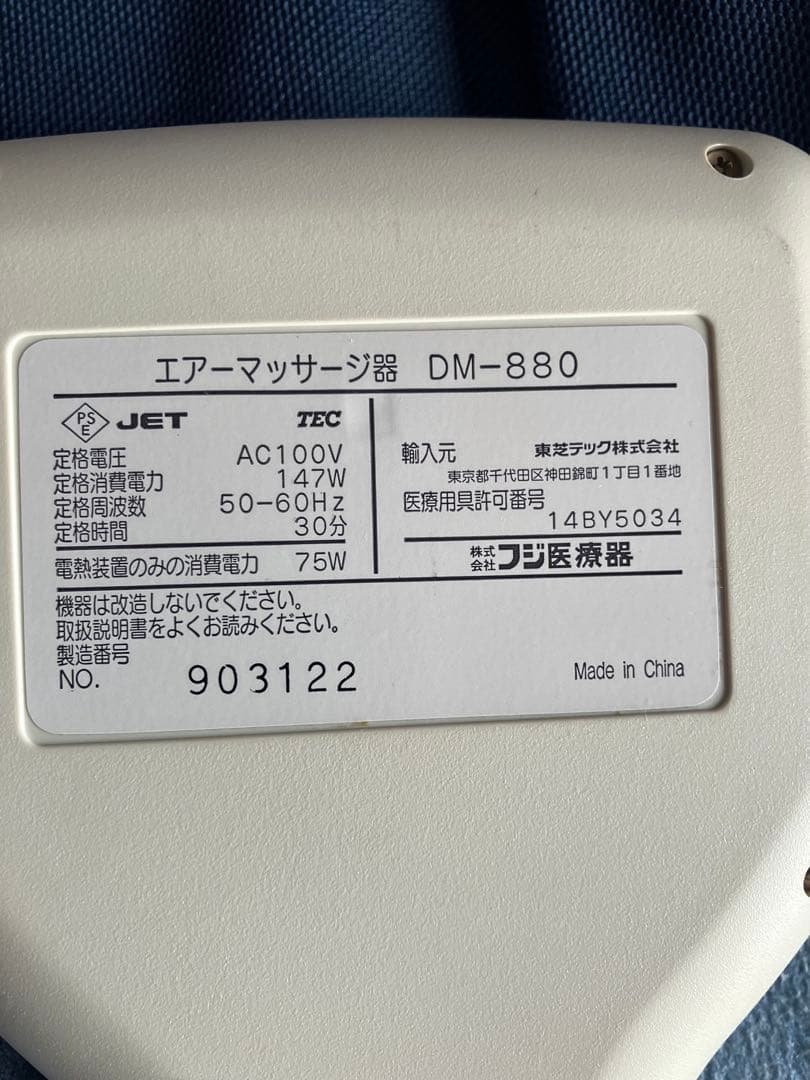 エアーマッサージ器 DM-880
PSE JET TEC
定格電圧 AC100V
定格消費電力 147W
定格周波数 50-60Hz
定格時間 30分
電熱装置のみの消費電力 75W
輸入元 東芝テック株式会社
東京都千代田区神田錦町1丁目1番地
医療用具許可番号
14BY5034
株式会社フジ医療器
機器は改造しないでください。
取扱説明書をよくお読みください。
製造番号
NO. 903122
Made in China